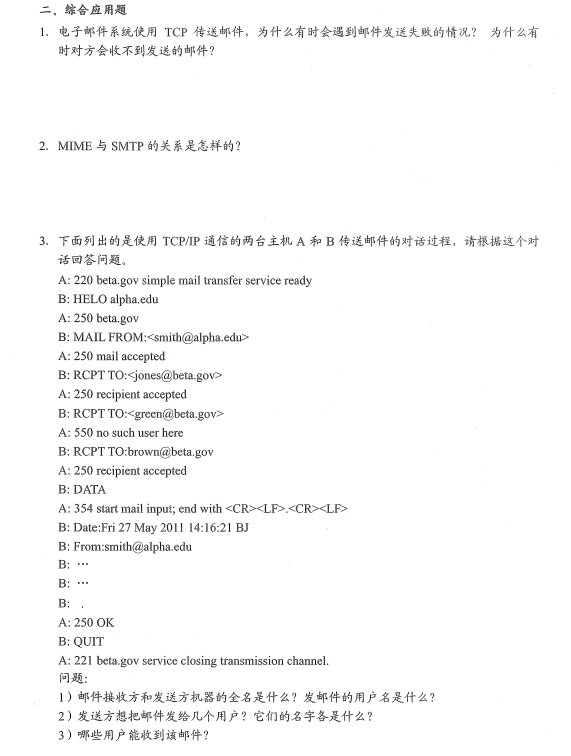 二、综合应用题
1. 电子邮件系统使用 TCP 传送邮件，为什么有时会遇到邮件发送失败的情况？ 为什么有
时对方会收不到发送的邮件？
2. MIME 与 SMTP 的关系是怎样的？
3. 下面列出的是使用 TCP/IP 通信的两台主机 A 和 B 传送邮件的对话过程，请根据这个对
话回答问题。
A: 220 beta.gov simple mail transfer service ready
B: HELO alpha.edu
A: 250 beta.gov
B: MAIL FROM:<smith@alpha.edu>
A: 250 mail accepted
B: RCPT TO:<jones@beta.gov>
A: 250 recipient accepted
B: RCPT TO:<green@beta.gov>
A: 550 no such user here
B: RCPT TO:brown@beta.gov
A: 250 recipient accepted
B: DATA
A: 354 start mail input; end with <CR><LF>.<CR><LF>
B: Date:Fri 27 May 2011 14:16:21 BJ
B: From:smith@alpha.edu
B: …
B: …
B: .
A: 250 OK
B: QUIT
A: 221 beta.gov service closing transmission channel.
问题：
1）邮件接收方和发送方机器的全名是什么？发邮件的用户名是什么？
2）发送方想把邮件发给几个用户？它们的名字各是什么？
3）哪些用户能收到该邮件？